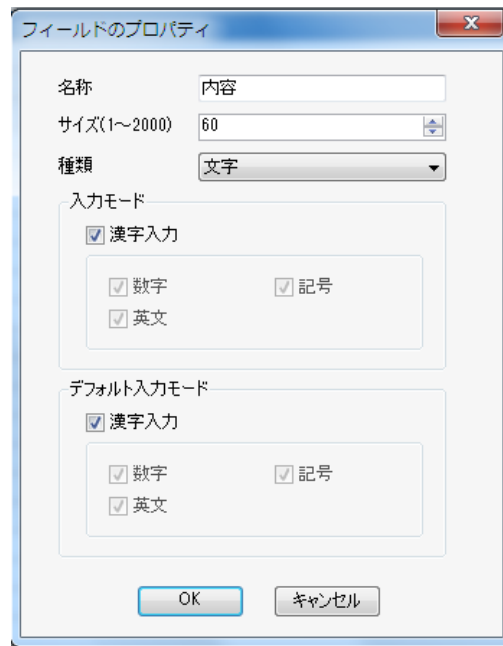 フィールドのプロパティ
名称 内容
サイズ(1～2000) 60
種類 文字
入力モード
漢字入力
数字 記号
英文
デフォルト入力モード
漢字入力
数字 記号
英文
OK キャンセル